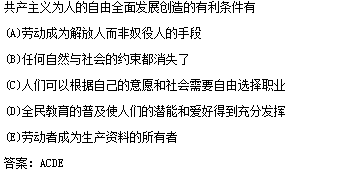 共产主义为人的自由全面发展创造的有利条件有
(A)劳动成为解放人而非奴役人的手段
(B)任何自然与社会的约束都消失了
(C)人们可以根据自己的意愿和社会需要自由选择职业
(D)全民教育的普及使人们的潜能和爱好得到充分发挥
(E)劳动者成为生产资料的所有者
答案：ACDE